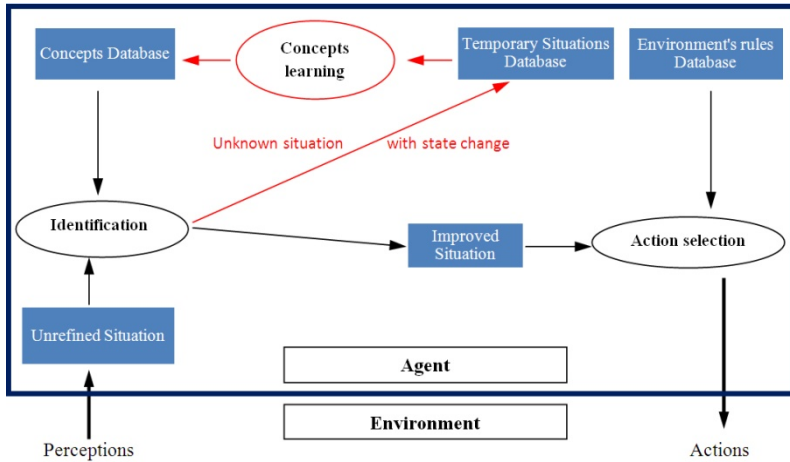 Concepts Database
Concepts
learning
Temporary Situations
Database
Environment's rules
Database
Unknown situation with state change
Identification
Improved
Situation
Action selection
Unrefined Situation
Agent
Environment
Perceptions
Actions